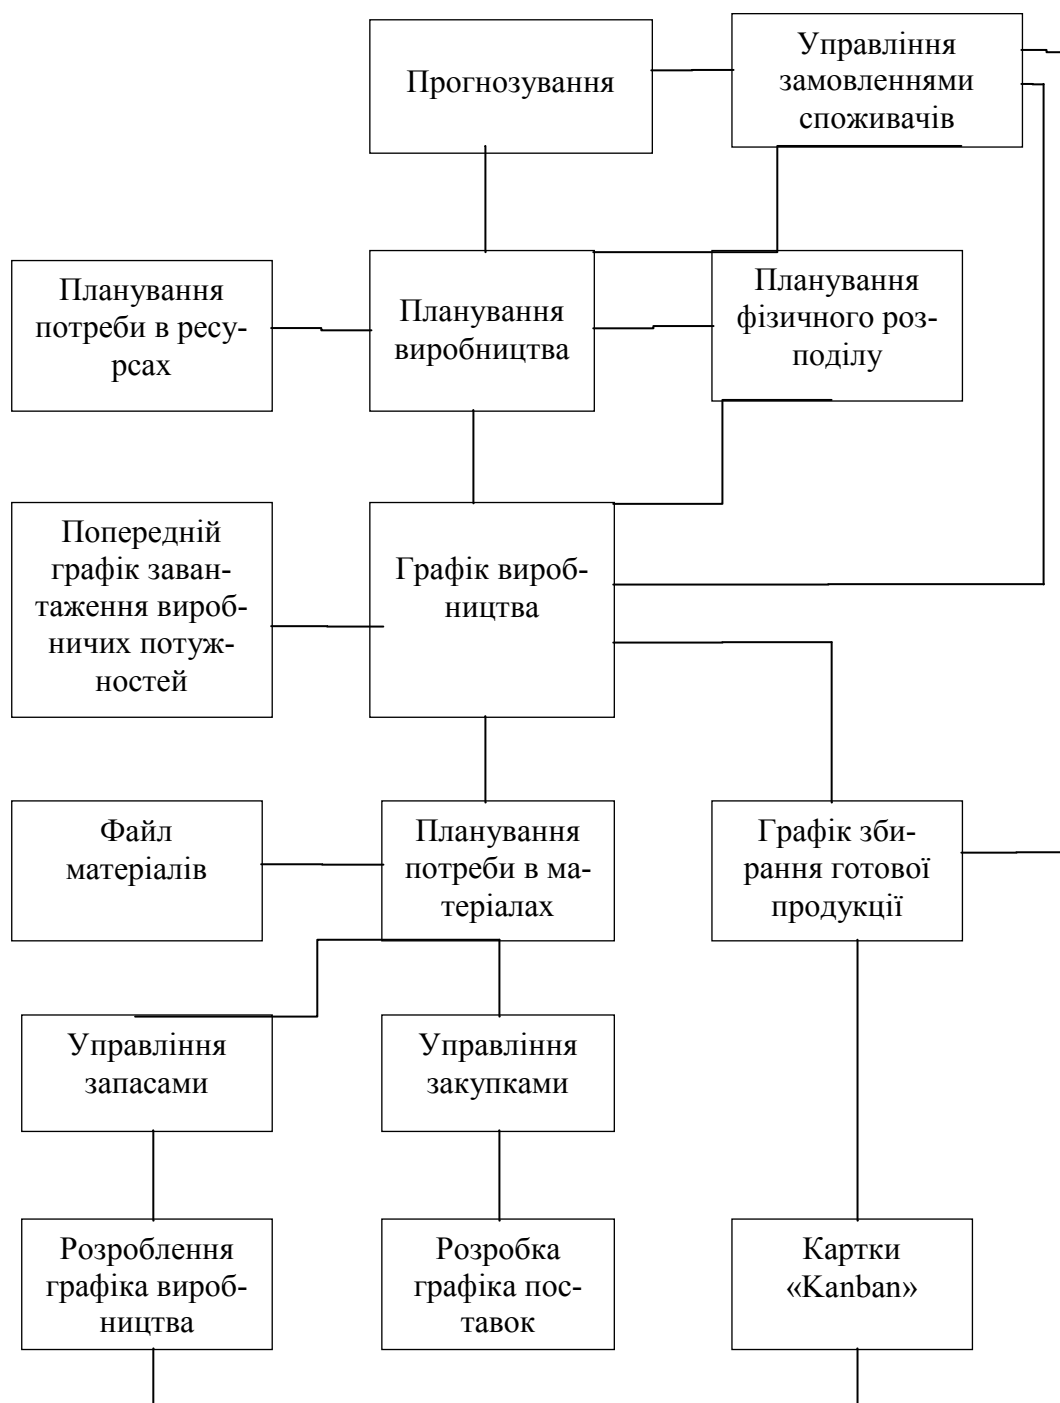 Прогнозування
Управління
замовленнями
споживачів
Планування
потреби в ресу-
рсах
Планування
виробництва
Планування
фізичного роз-
поділу
Попередній
графік заван-
таження вироб-
ничих потуж-
ностей
Графік вироб-
ництва
Файл
матеріалів
Планування
потреби в ма-
теріалах
Графік зби-
рання готової
продукції
Управління
запасами
Управління
закупками
Розроблення
графіка вироб-
ництва
Розробка
графіка пос-
тавок
Картки
«Kanban»